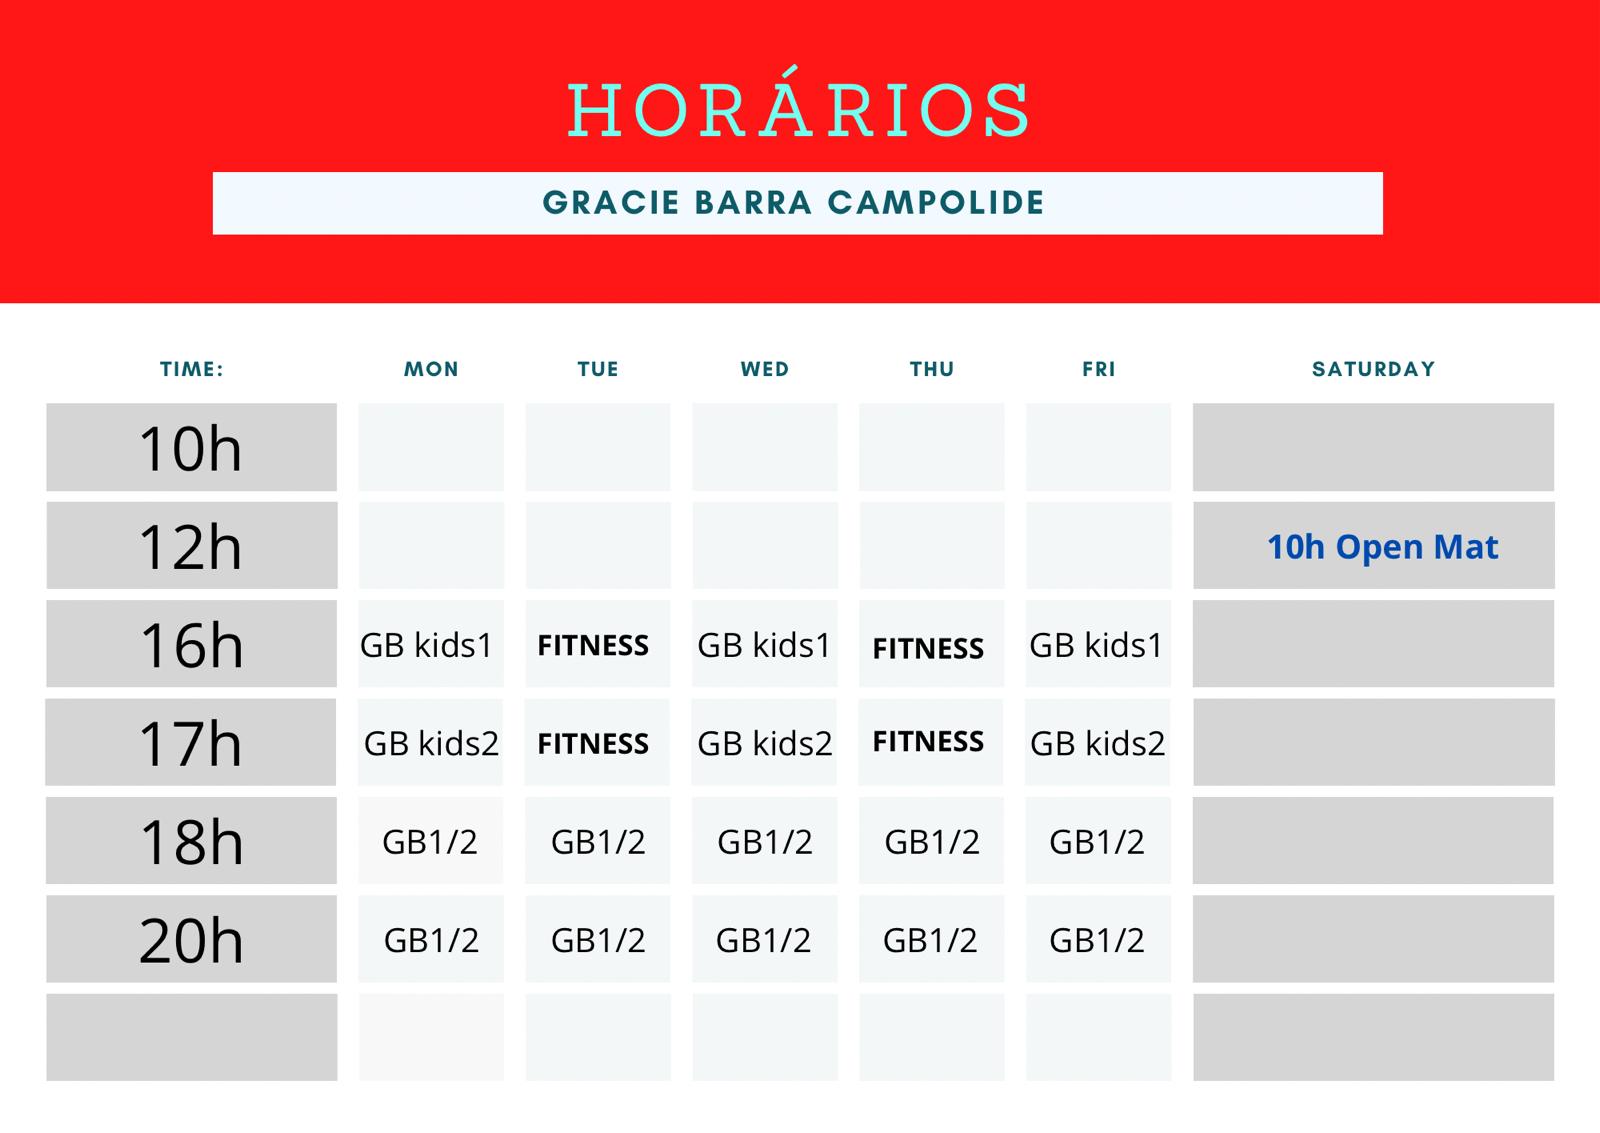 HORÁRIOS
GRACIE BARRA CAMPOLIDE
TIME: MON TUE WED THU FRI SATURDAY
10h
12h 10h Open Mat
16h GB kids1 FITNESS GB kids1 FITNESS GB kids1
17h GB kids2 FITNESS GB kids2 FITNESS GB kids2
18h GB1/2 GB1/2 GB1/2 GB1/2 GB1/2
20h GB1/2 GB1/2 GB1/2 GB1/2 GB1/2